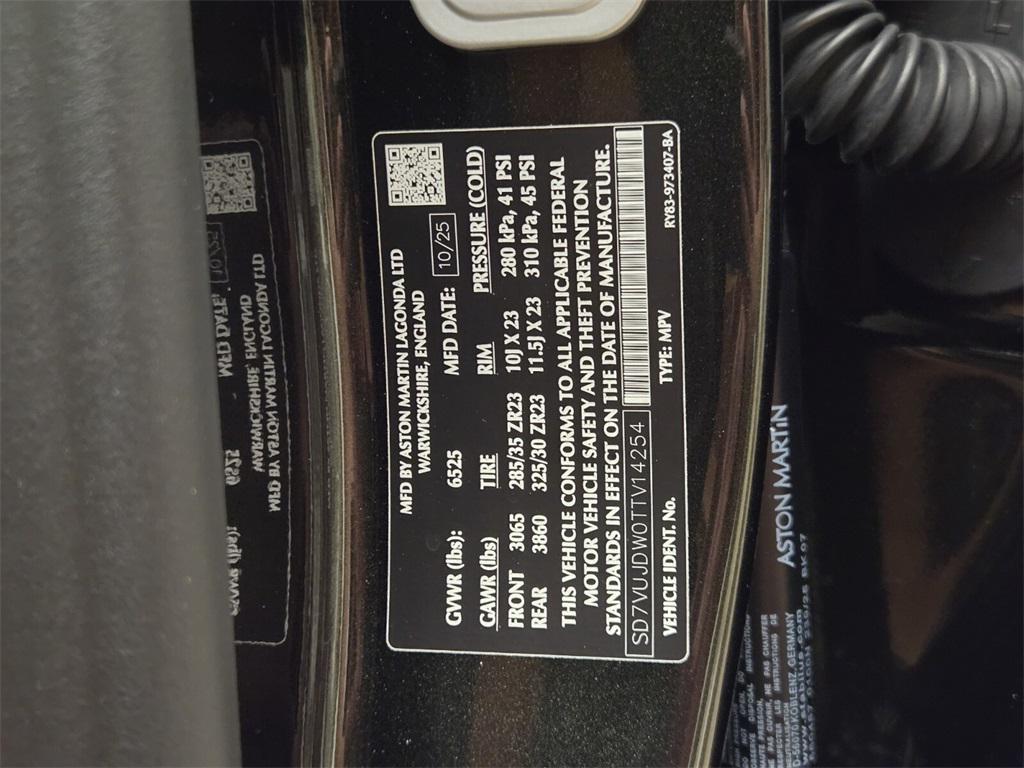 MFD BY ASTON MARTIN LAGONDA LTD
WARWICKSHIRE, ENGLAND
GVWR (lbs): 6525 MFD DATE: 10/25
GAWR (lbs) TIRE RIM PRESSURE (COLD)
FRONT 3065 285/35 ZR23 10J X 23 280 kPa, 41 PSI
REAR 3860 325/30 ZR23 11.5J X 23 310 kPa, 45 PSI
THIS VEHICLE CONFORMS TO ALL APPLICABLE FEDERAL
MOTOR VEHICLE SAFETY AND THEFT PREVENTION
STANDARDS IN EFFECT ON THE DATE OF MANUFACTURE.
SD7VUJDW0TTV14254
VEHICLE IDENT. No. TYPE: MPV RY83-973407-BA
ASTON MARTIN
D-56070 KOBLENZ, GERMANY